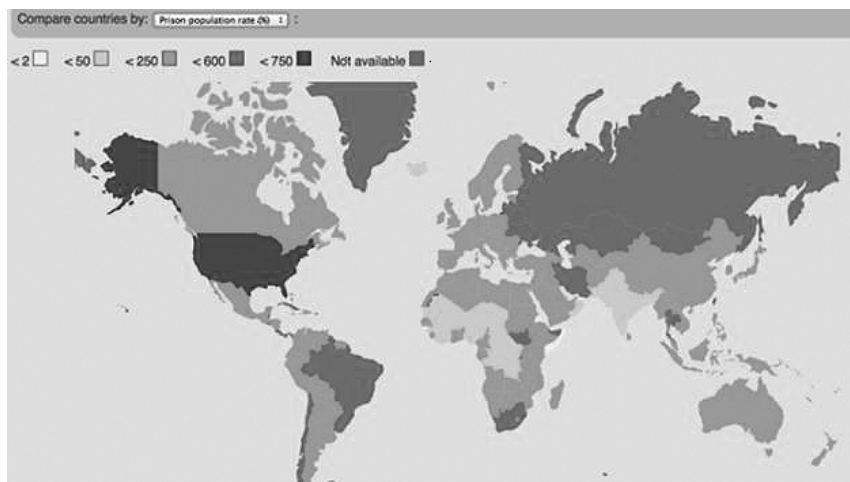 Compare countries by: Prison population rate (%) :
< 2 < 50 < 250 < 600 < 750 Not available .